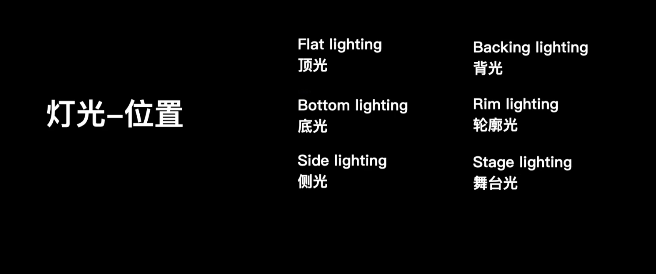 灯光–位置
Flat lighting
顶光
Bottom lighting
底光
Side lighting
侧光
Backing lighting
背光
Rim lighting
轮廓光
Stage lighting
舞台光